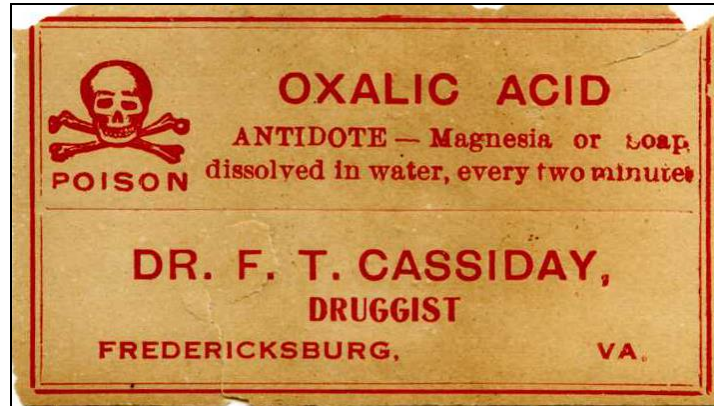 OXALIC ACID
ANTIDOTE — Magnesia or soap,
dissolved in water, every two minutes
POISON
DR. F. T. CASSIDAY,
DRUGGIST
FREDERICKSBURG, VA.